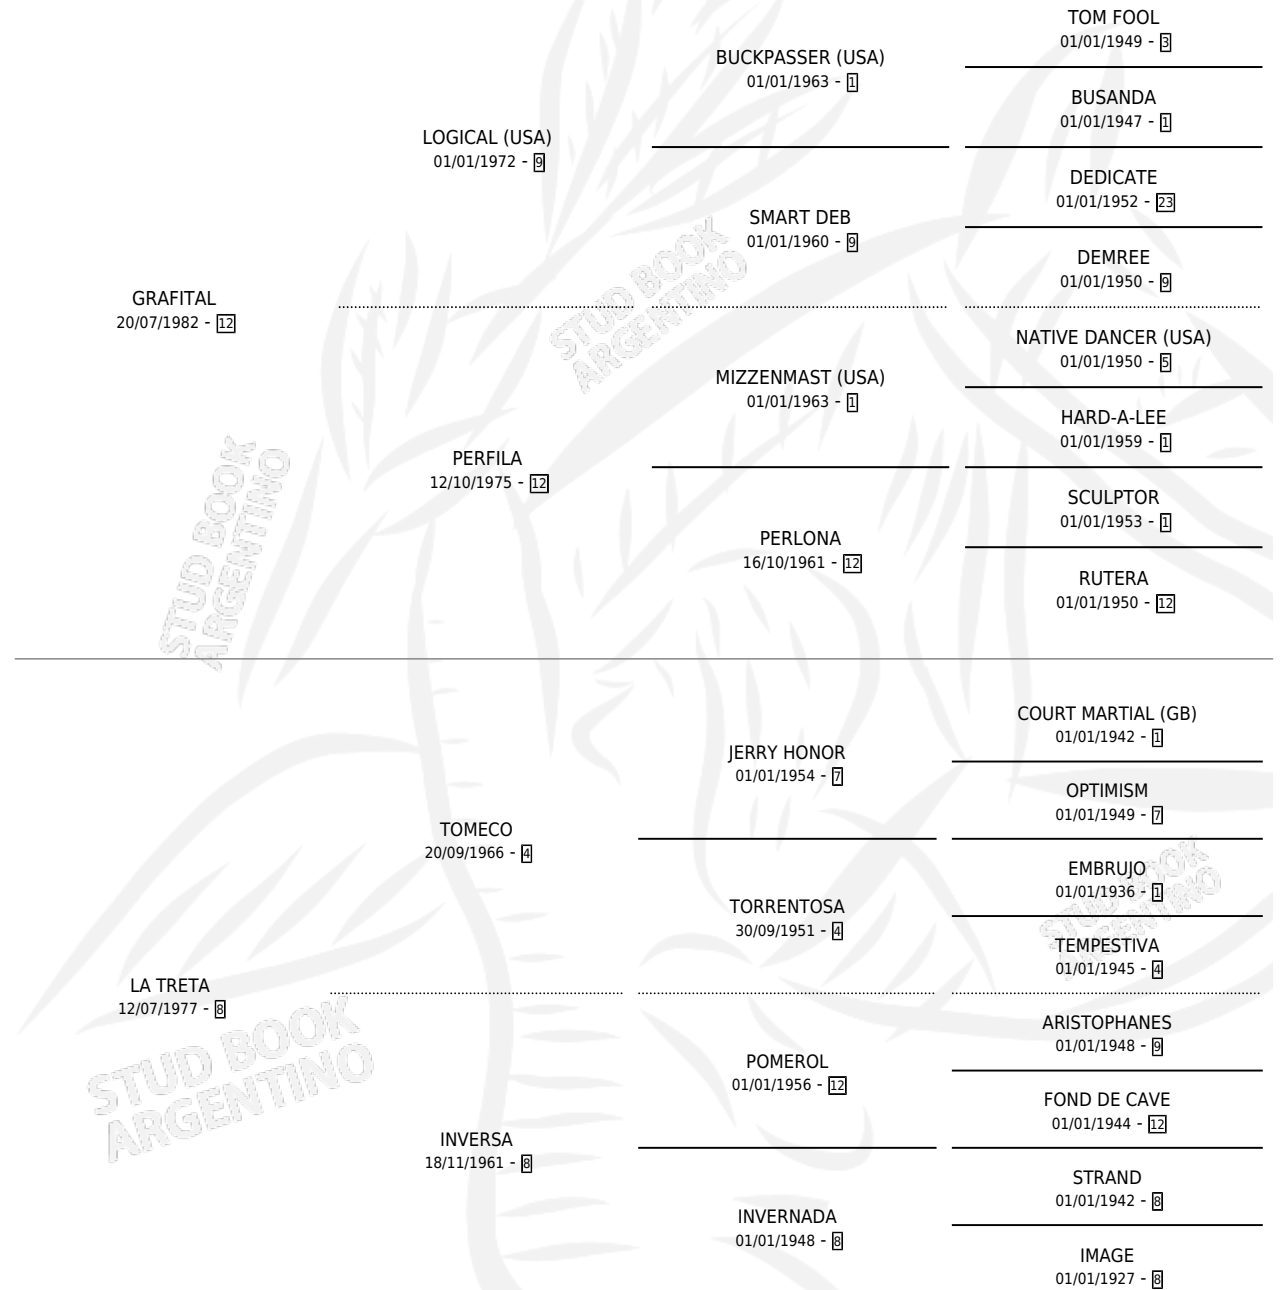 TOM FOOL
01/01/1949 - 3
BUCKPASSER (USA)
01/01/1963 - 1
BUSANDA
01/01/1947 - 1
LOGICAL (USA)
01/01/1972 - 9
DEDICATE
01/01/1952 - 23
SMART DEB
01/01/1960 - 9
DEMREE
01/01/1950 - 9
GRAFITAL
20/07/1982 - 12
NATIVE DANCER (USA)
01/01/1950 - 5
MIZZENMAST (USA)
01/01/1963 - 1
HARD-A-LEE
01/01/1959 - 1
PERFILA
12/10/1975 - 12
SCULPTOR
01/01/1953 - 1
PERLONA
16/10/1961 - 12
RUTERA
01/01/1950 - 12
COURT MARTIAL (GB)
01/01/1942 - 1
JERRY HONOR
01/01/1954 - 7
OPTIMISM
01/01/1949 - 7
TOMECO
20/09/1966 - 4
EMBRUJO
01/01/1936 - 1
TORRENTOSA
30/09/1951 - 4
TEMPESTIVA
01/01/1945 - 4
LA TRETA
12/07/1977 - 8
ARISTOPHANES
01/01/1948 - 9
POMEROL
01/01/1956 - 12
FOND DE CAVE
01/01/1944 - 12
INVERSA
18/11/1961 - 8
STRAND
01/01/1942 - 8
INVERNADA
01/01/1948 - 8
IMAGE
01/01/1927 - 8
STUD BOOK
ARGENTINO
STUD BOOK
ARGENTINO
STUD BOOK
ARGENTINO
STUD BOOK
ARGENTINO